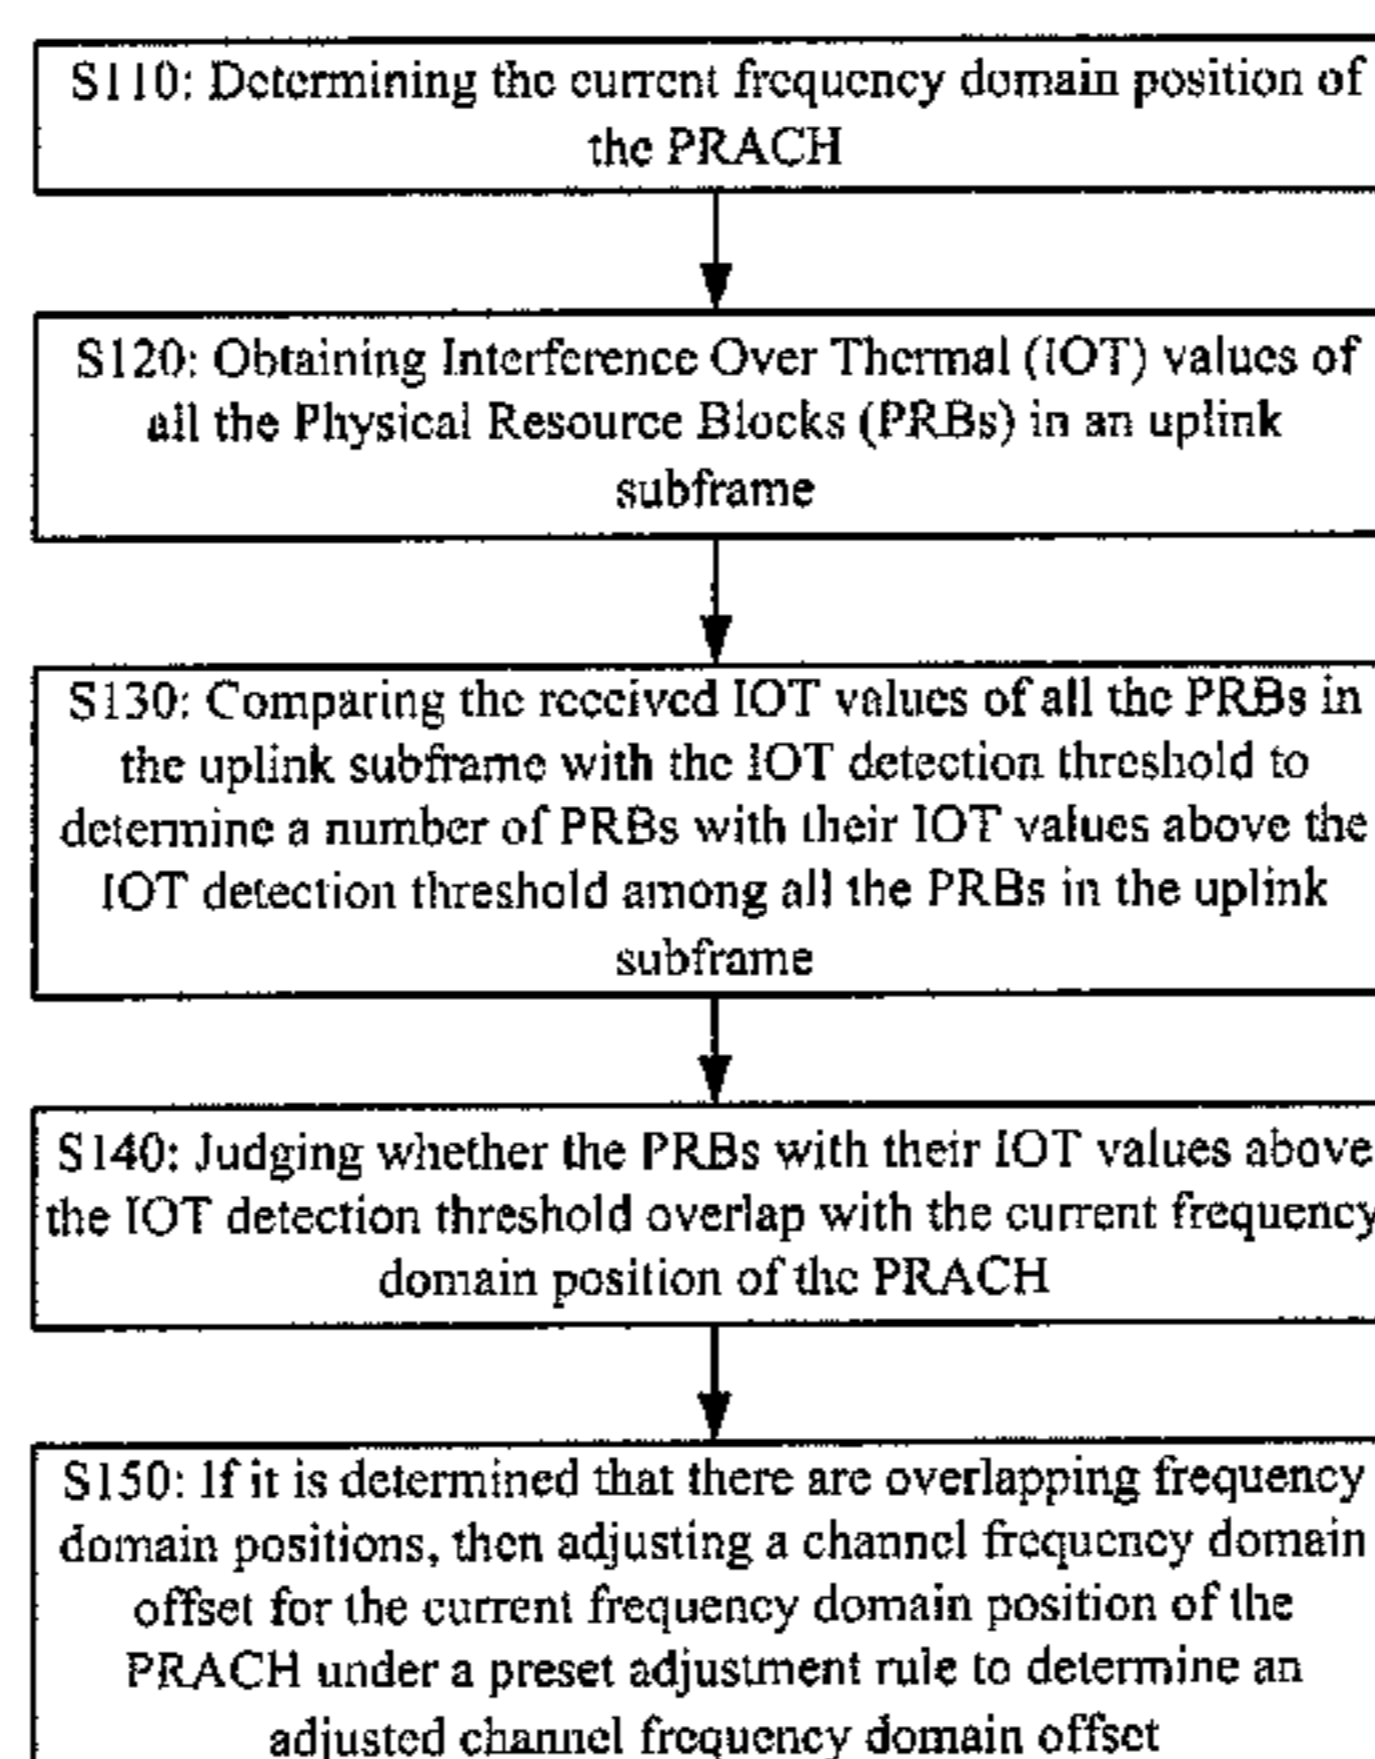 S110: Determining the current frequency domain position of
the PRACH
S120: Obtaining Interference Over Thermal (IOT) values of
all the Physical Resource Blocks (PRBs) in an uplink
subframe
S130: Comparing the received IOT values of all the PRBs in
the uplink subframe with the IOT detection threshold to
determine a number of PRBs with their IOT values above the
IOT detection threshold among all the PRBs in the uplink
subframe
S140: Judging whether the PRBs with their IOT values above
the IOT detection threshold overlap with the current frequency
domain position of the PRACH
S150: If it is determined that there are overlapping frequency
domain positions, then adjusting a channel frequency domain
offset for the current frequency domain position of the
PRACH under a preset adjustment rule to determine an
adjusted channel frequency domain offset